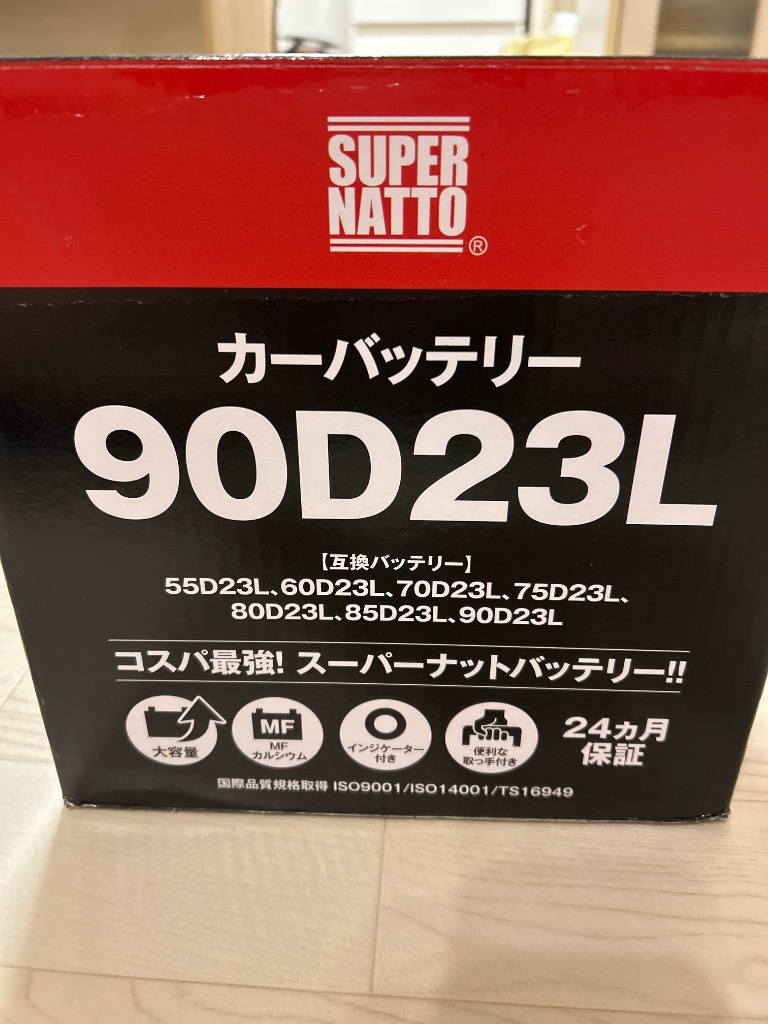 SUPER
NATTO
®
カーバッテリー
90D23L
【互換バッテリー】
55D23L、60D23L、70D23L、75D23L、
80D23L、85D23L、90D23L
コスパ最強! スーパーナットバッテリー!!
大容量
MF
MF
カルシウム
インジケーター
付き
便利な
取っ手付き
24ヵ月
保証
国際品質規格取得 ISO9001/ISO14001/TS16949